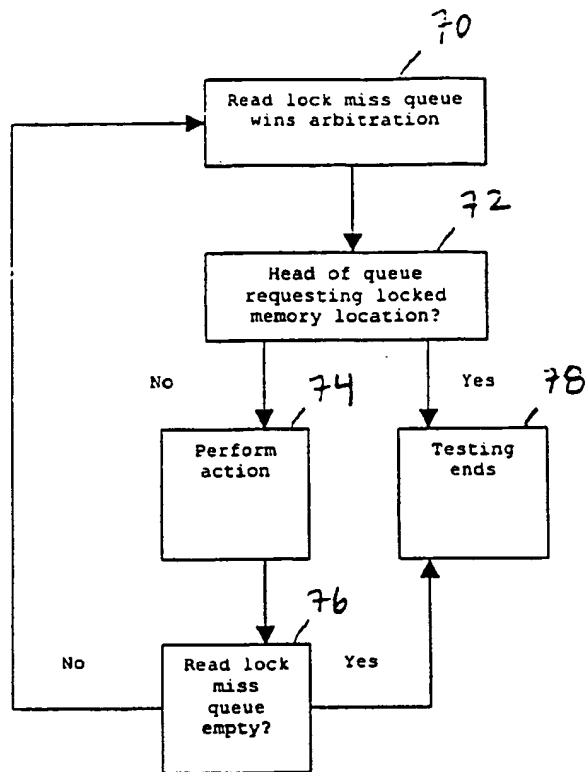 70
Read lock miss queue
wins arbitration
72
Head of queue
requesting locked
memory location?
No
Yes
74
78
Perform
action
Testing
ends
76
No
Read lock
miss
queue
empty?
Yes